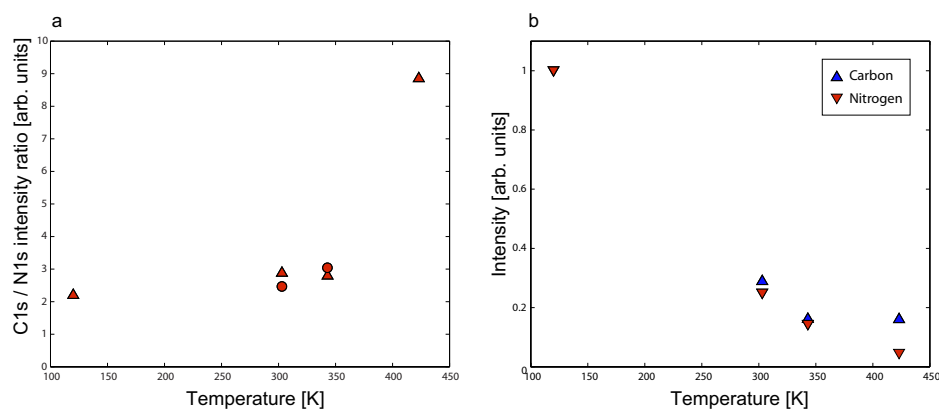 a
C1s / N1s intensity ratio [arb. units]
10
9
8
7
6
5
4
3
2
1
0
100 150 200 250 300 350 400 450
Temperature [K]
b
Intensity [arb. units]
1
0.8
0.6
0.4
0.2
0
100 150 200 250 300 350 400 450
Temperature [K]
Carbon
Nitrogen